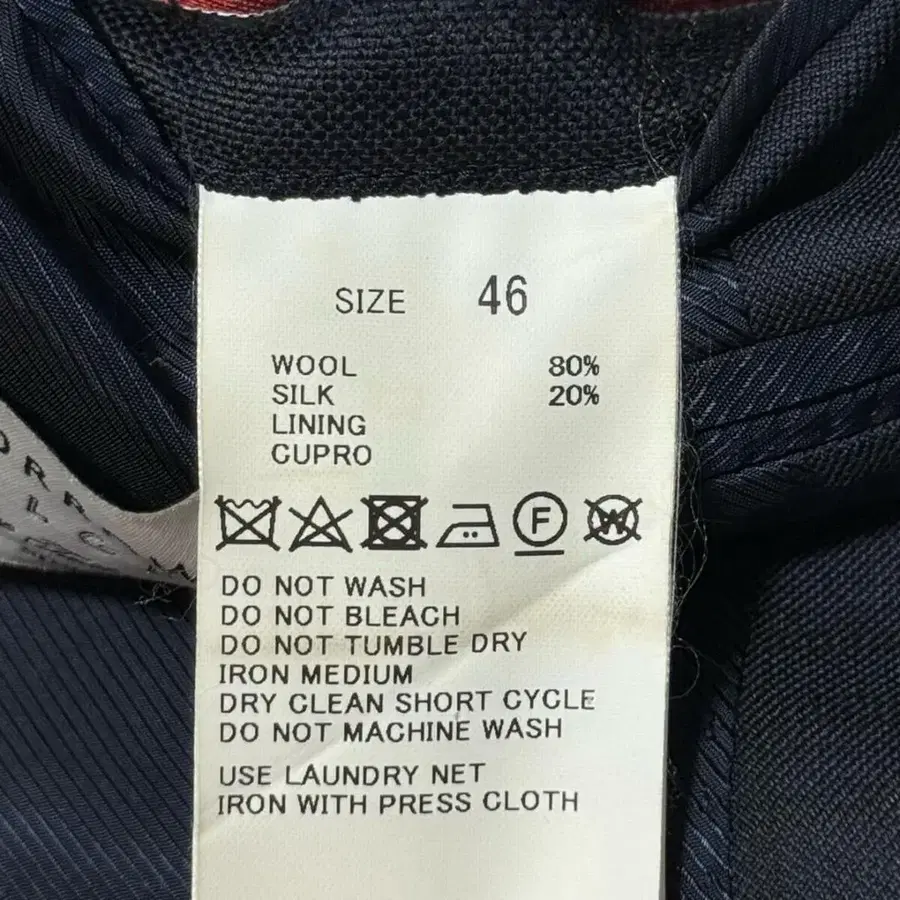 SIZE 46
WOOL 80%
SILK 20%
LINING
CUPRO
F W
DO NOT WASH
DO NOT BLEACH
DO NOT TUMBLE DRY
IRON MEDIUM
DRY CLEAN SHORT CYCLE
DO NOT MACHINE WASH
USE LAUNDRY NET
IRON WITH PRESS CLOTH